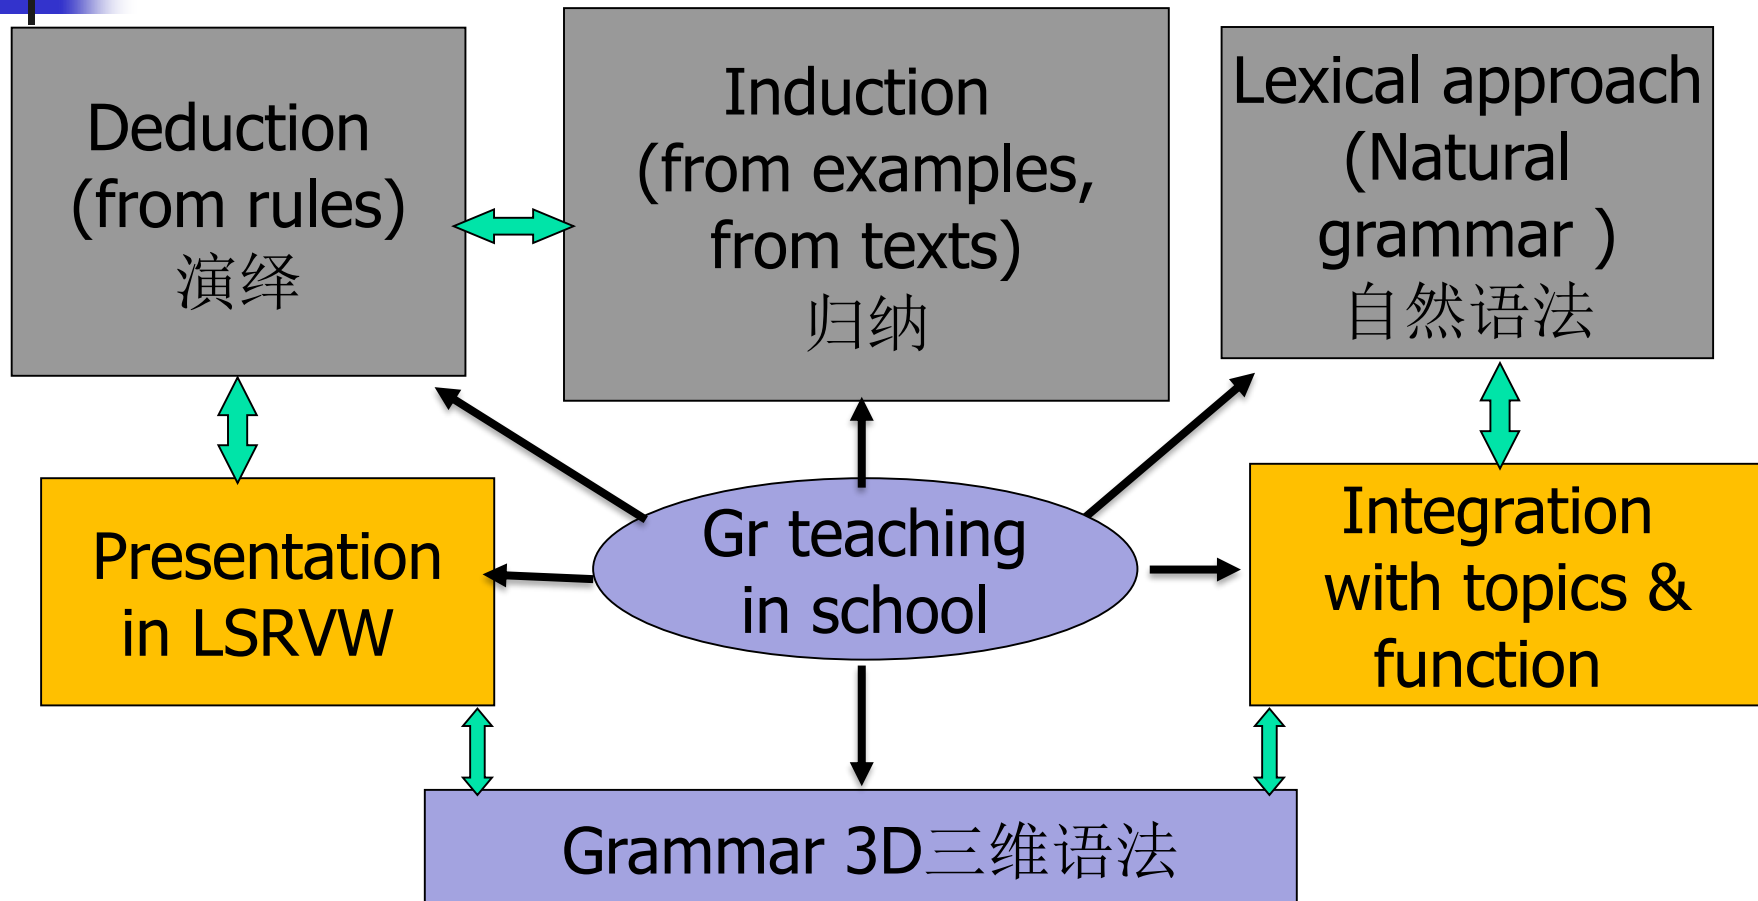 Deduction
(from rules)
演绎
Induction
(from examples,
from texts)
归纳
Lexical approach
(Natural
grammar )
自然语法
Presentation
in LSRVW
Gr teaching
in school
Integration
with topics &
function
Grammar 3D三维语法